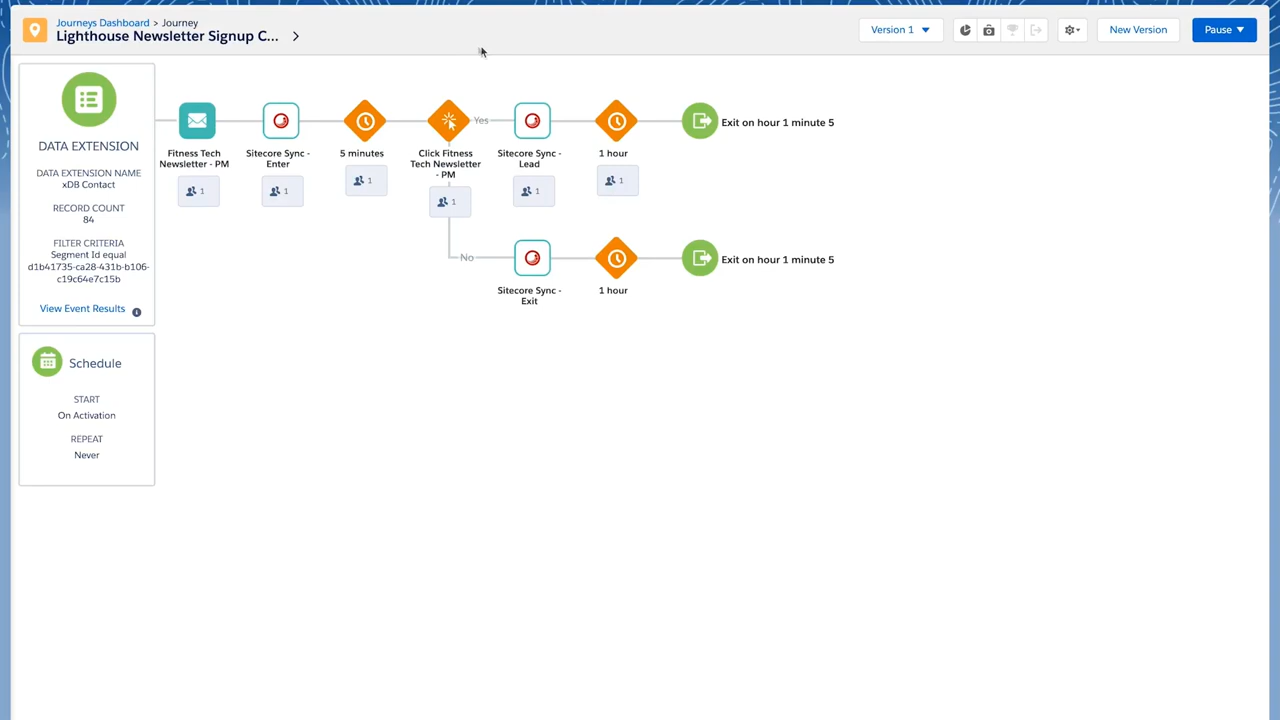 Journeys Dashboard > Journey
Lighthouse Newsletter Signup C...
Version 1
New Version
Pause
DATA EXTENSION
DATA EXTENSION NAME
xDB Contact
RECORD COUNT
84
FILTER CRITERIA
Segment Id equal
d1b41735-ca28-431b-b106-
c19c64e7c15b
View Event Results
Schedule
START
On Activation
REPEAT
Never
Fitness Tech
Newsletter - PM
1
Sitecore Sync -
Enter
1
5 minutes
1
Click Fitness
Tech Newsletter
- PM
1
Yes
Sitecore Sync -
Lead
1
1 hour
1
Exit on hour 1 minute 5
No
Sitecore Sync -
Exit
1 hour
Exit on hour 1 minute 5